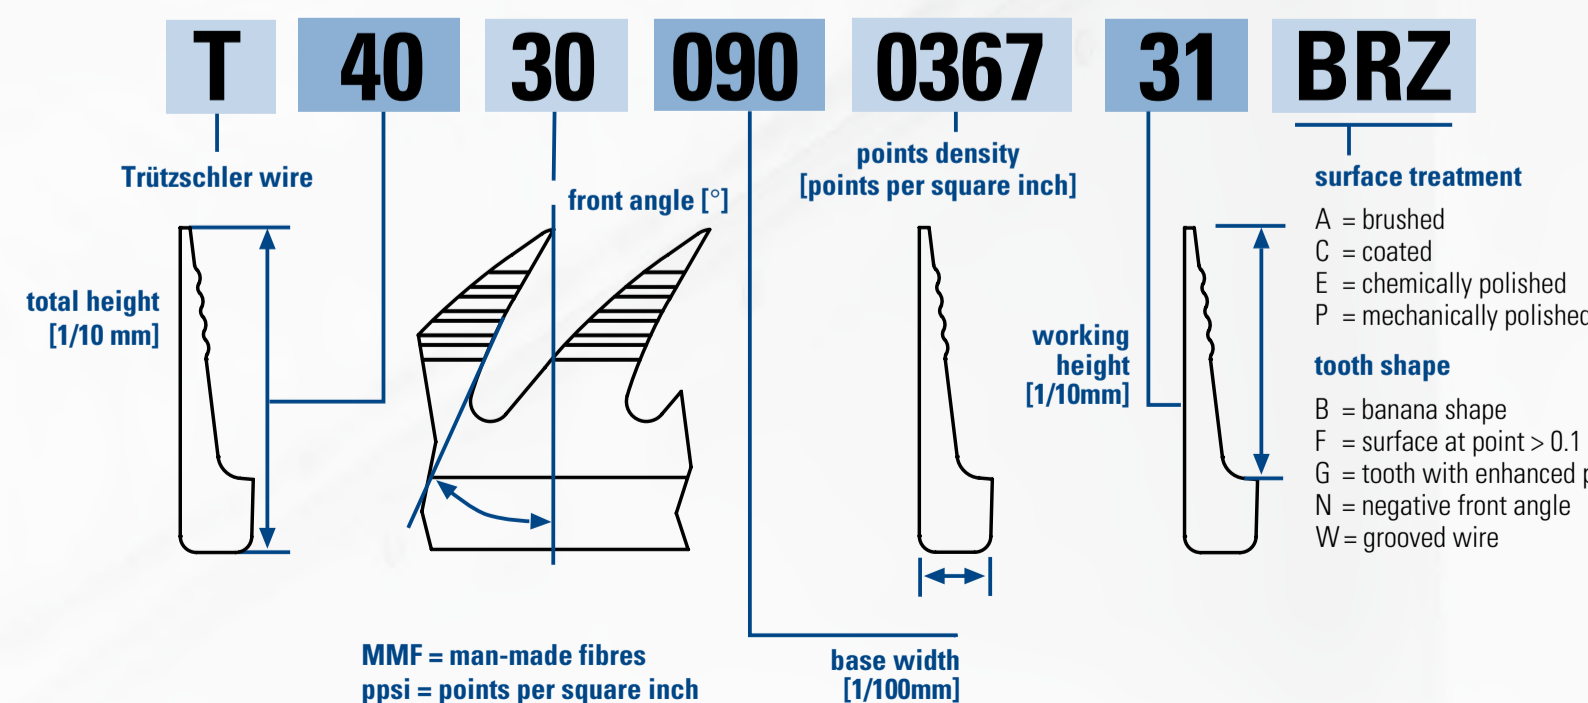 T 40 30 090 0367 31 BRZ
Trütszchler wire
front angle [°]
points density
[points per square inch]
total height
[1/10 mm]
working
height
[1/10mm]
surface treatment
A = brushed
C = coated
E = chemically polished
P = mechanically polished
tooth shape
B = banana shape
F = surface at point > 0.1
G = tooth with enhanced
N = negative front angle
W = grooved wire
MMF = man-made fibres
ppsi = points per square inch
base width
[1/100mm]